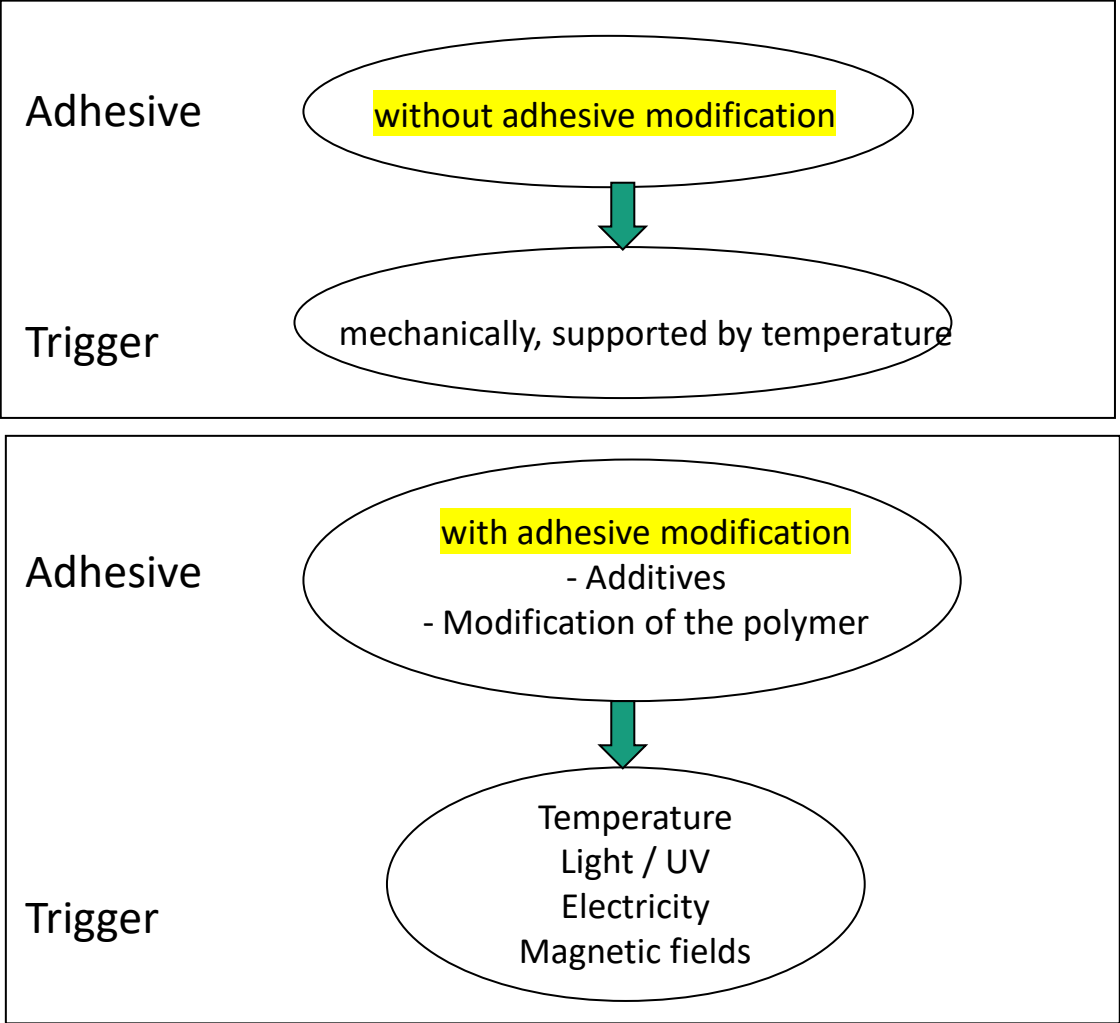 Adhesive
without adhesive modification
Trigger
mechanically, supported by temperature
Adhesive
with adhesive modification
- Additives
- Modification of the polymer
Trigger
Temperature
Light / UV
Electricity
Magnetic fields